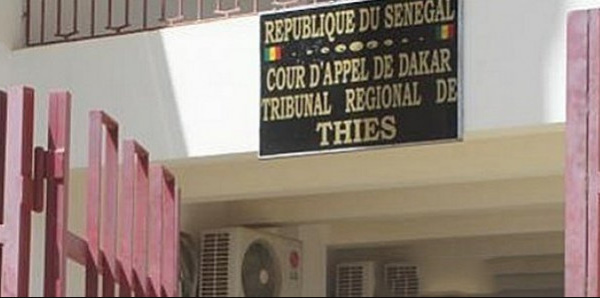 REPUBLIQUE DU SENEGAL
COUR D'APPEL DE DAKAR
TRIBUNAL REGIONAL DE
THIES